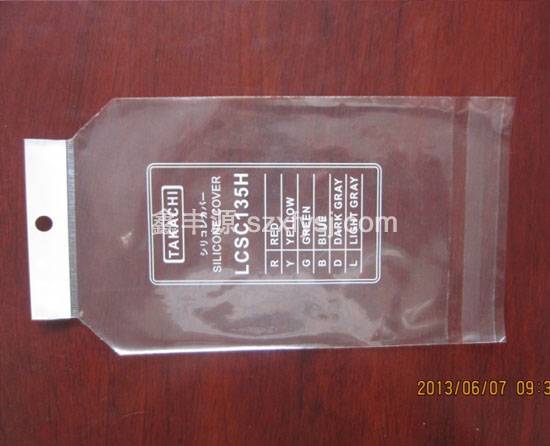 TAKACHI
シリコンカバー
SILICONE/COVER
LCSC135H
R RED
Y YELLOW
G GREEN
B BLUE
D DARK GRAY
L LIGHT GRAY
鑫丰源 szxfysj.com
2013/06/07 09:3